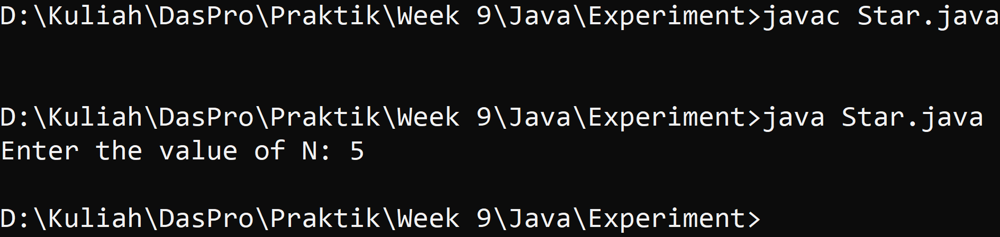 D:\Kuliah\DasPro\Praktik\Week 9\Java\Experiment>javac Star.java
D:\Kuliah\DasPro\Praktik\Week 9\Java\Experiment>java Star.java
Enter the value of N: 5
D:\Kuliah\DasPro\Praktik\Week 9\Java\Experiment>